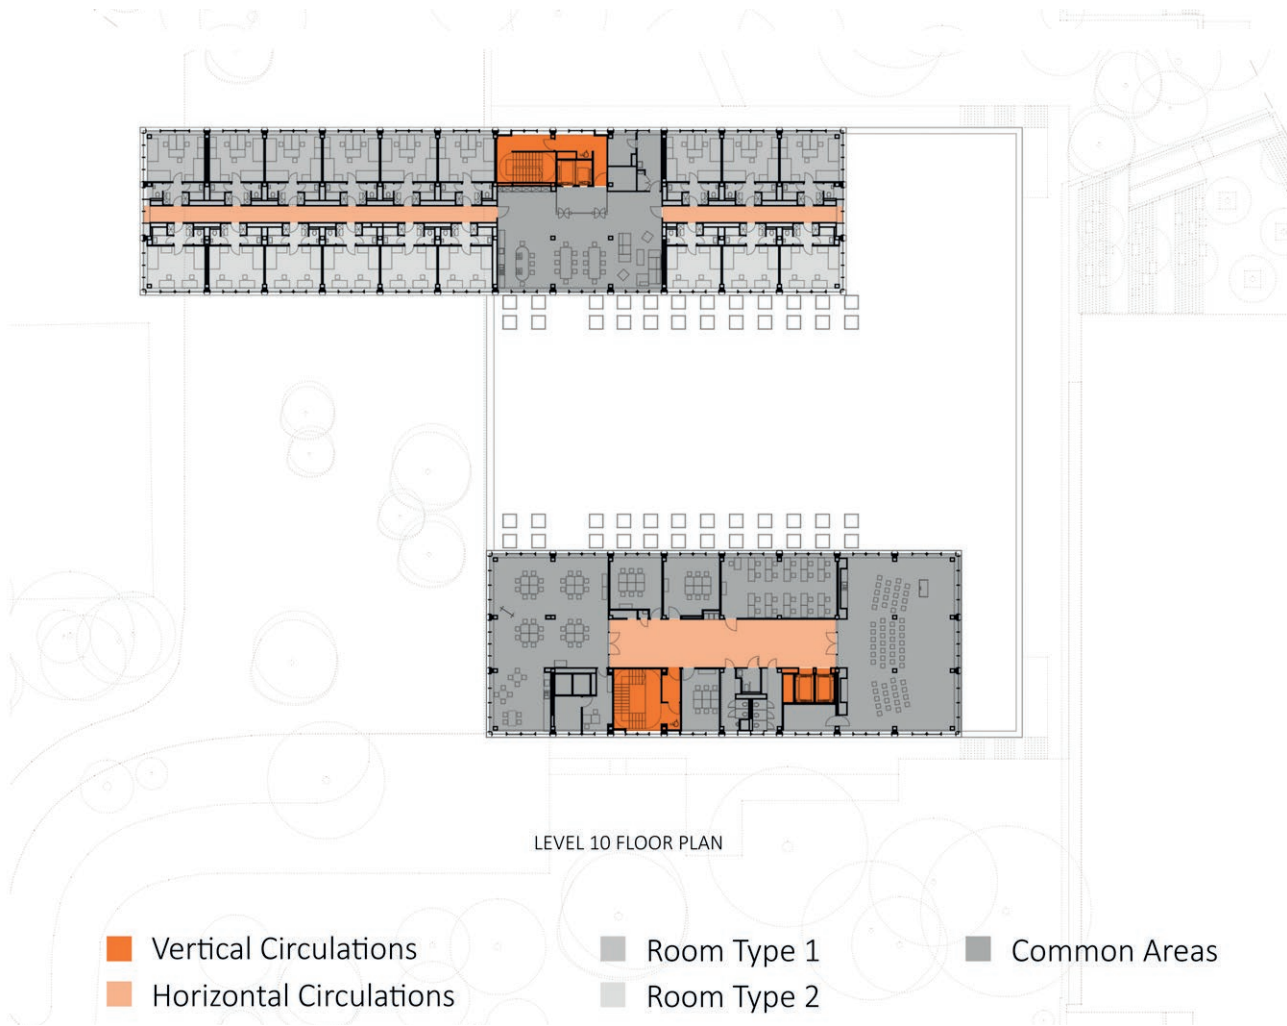 LEVEL 10 FLOOR PLAN
Vertical Circulations
Room Type 1
Common Areas
Horizontal Circulations
Room Type 2